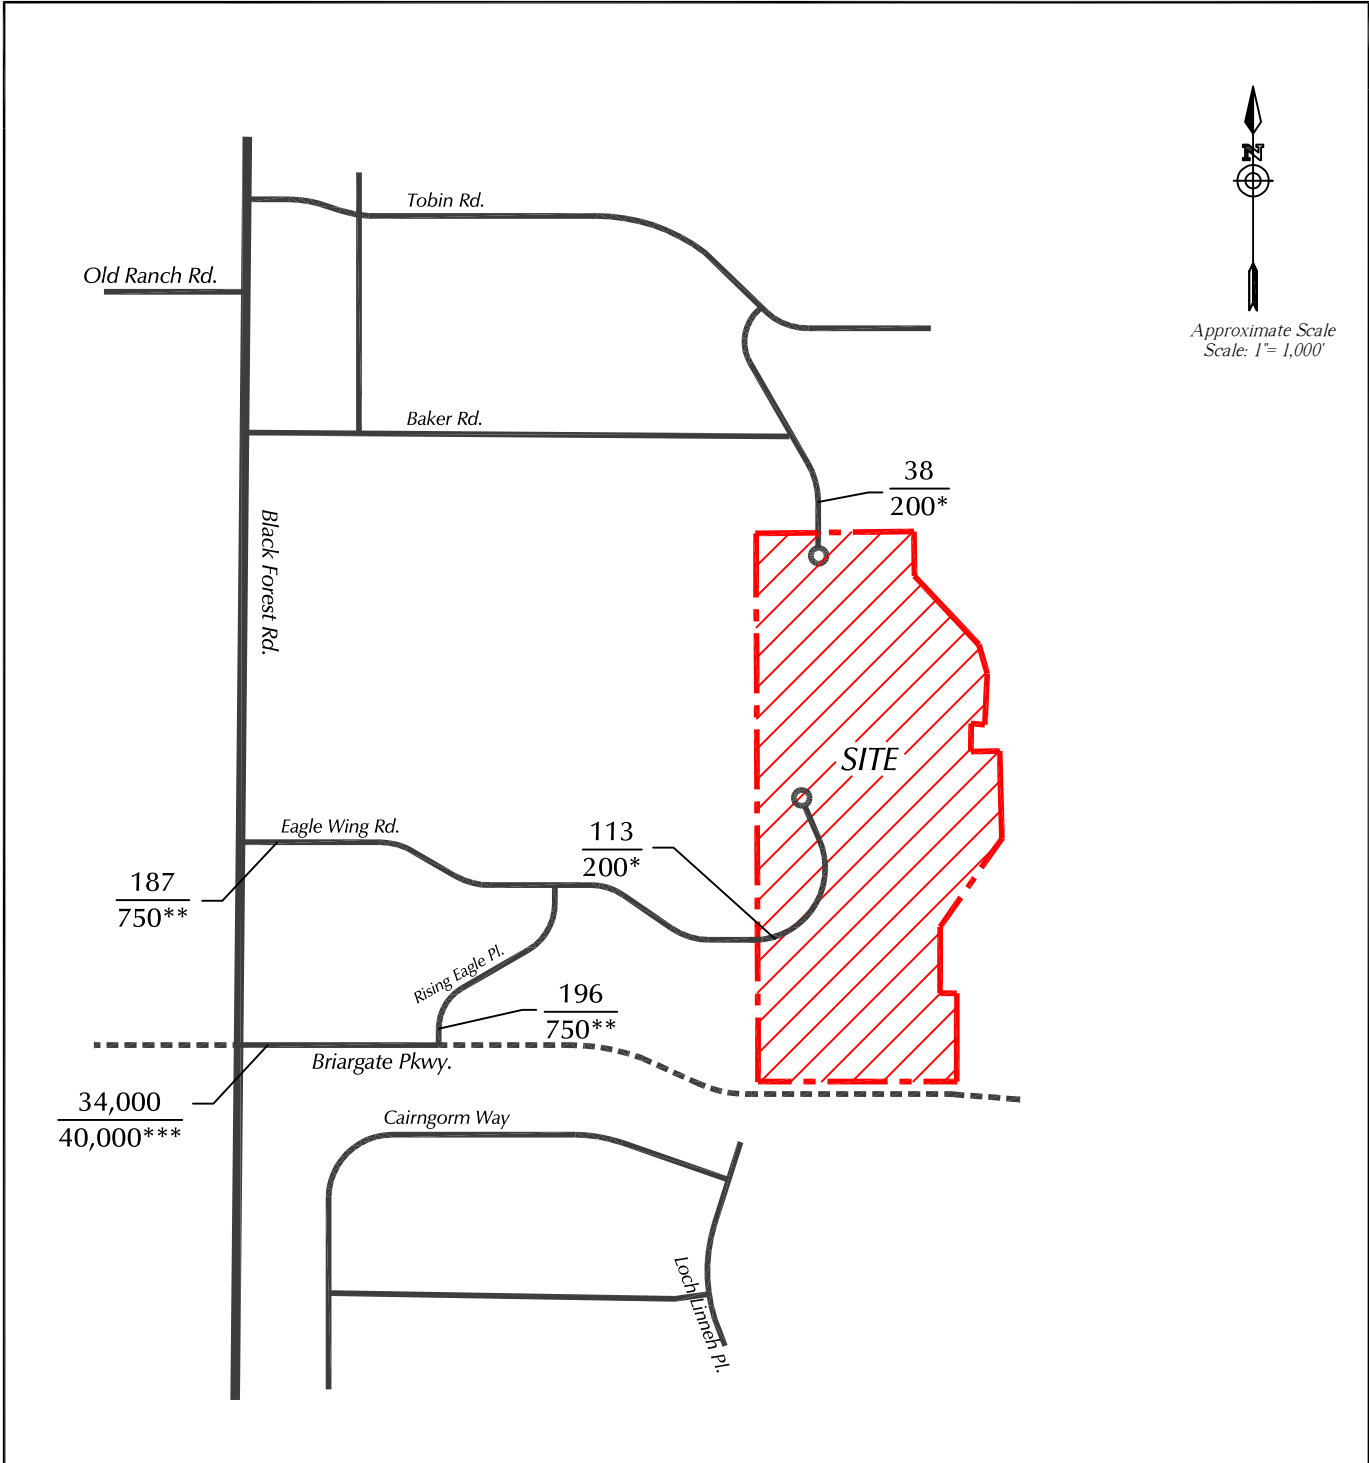 N
Approximate Scale
Scale: 1"= 1,000'
Tobin Rd.
Old Ranch Rd.
Baker Rd.
38
200*
Black Forest Rd.
SITE
Eagle Wing Rd.
113
200*
187
750**
Rising Eagle Pl.
196
750**
Briargate Pkwy.
34,000
40,000***
Cairngorm Way
Loch Linneh Pl.